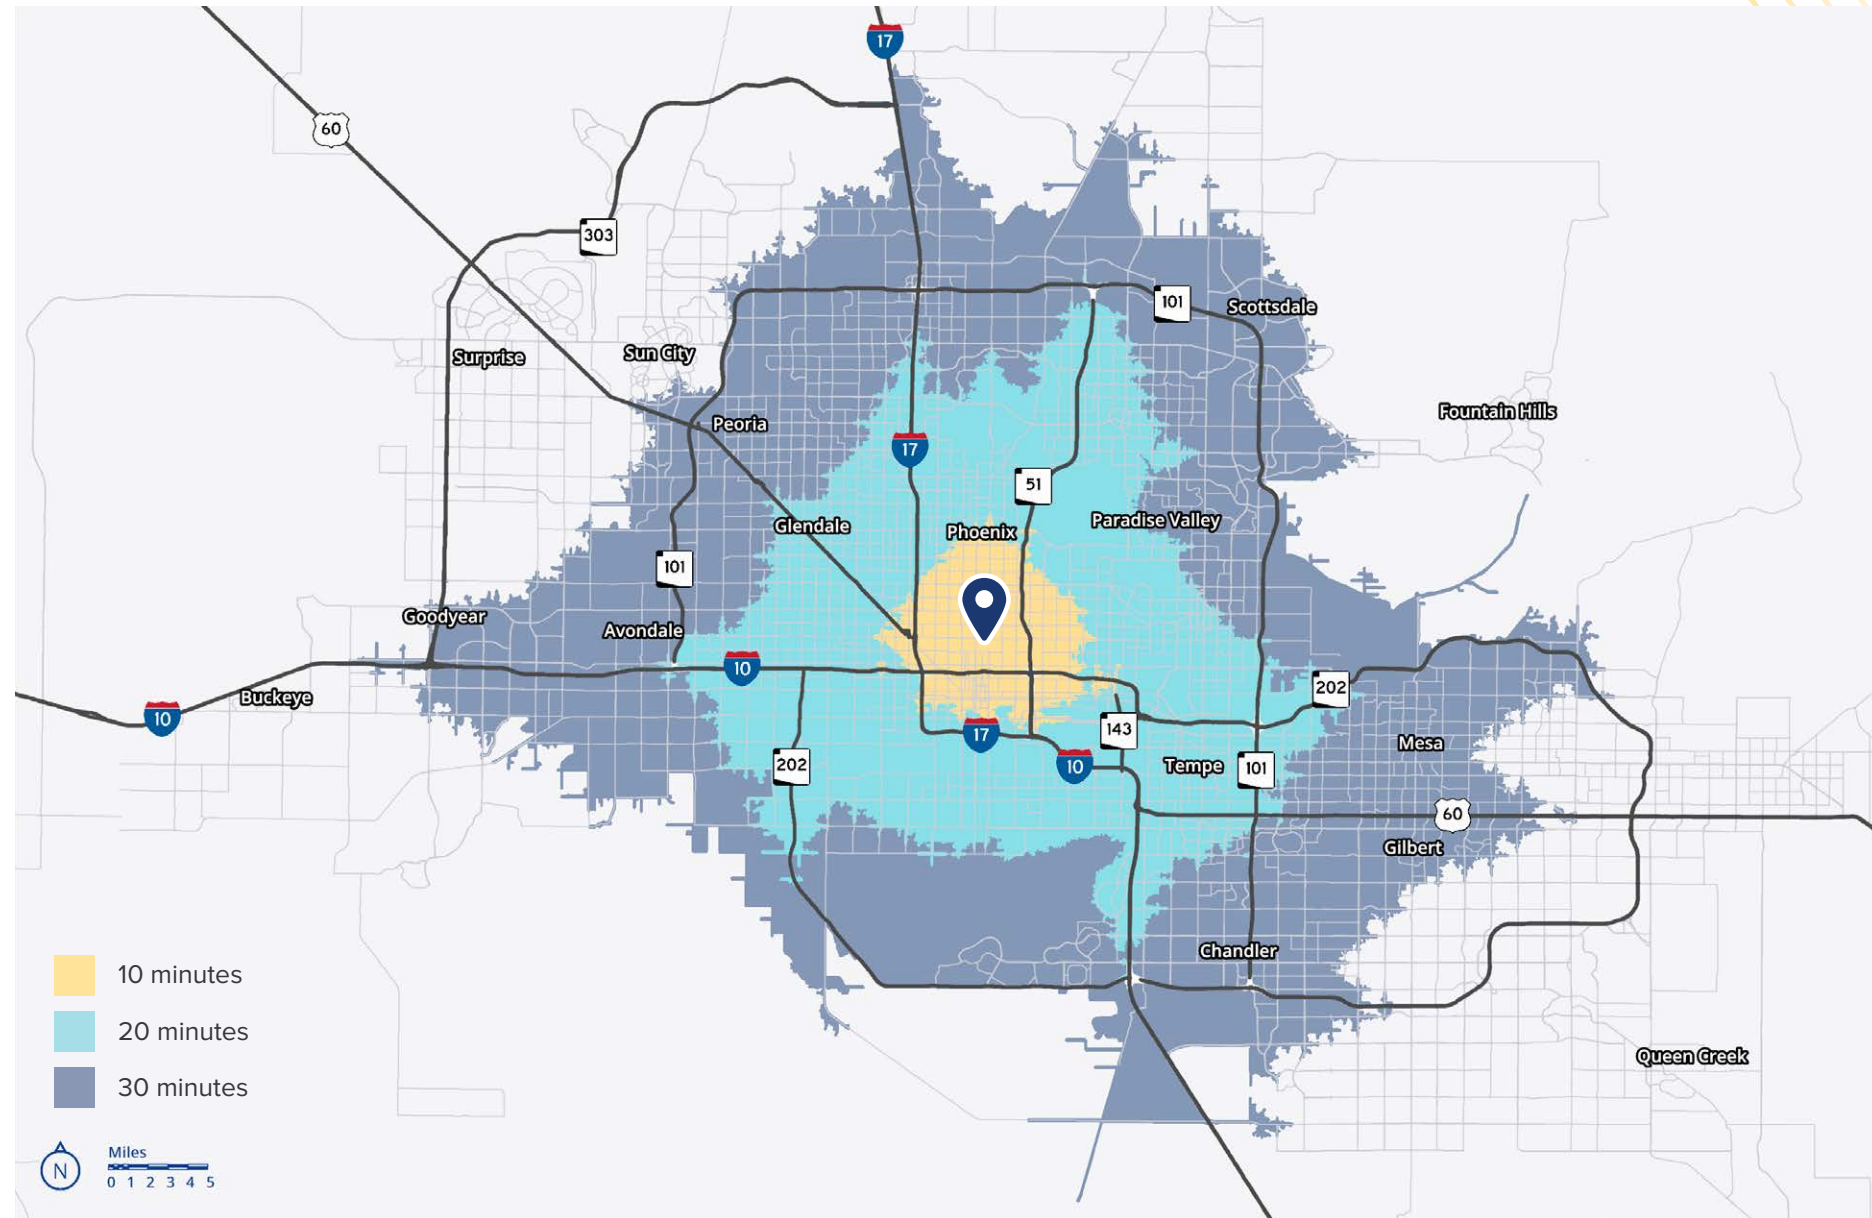 17
60
303
101
Scottsdale
Surprise
Sun City
Fountain Hills
Peoria
17
51
Glendale
Phoenix
Paradise Valley
101
Goodyear
Avondale
10
202
Buckeye
10
17
143
Mesa
202
10
Tempe
101
60
Gilbert
Chandler
10 minutes
20 minutes
Queen Creek
30 minutes
N
Miles
0 1 2 3 4 5